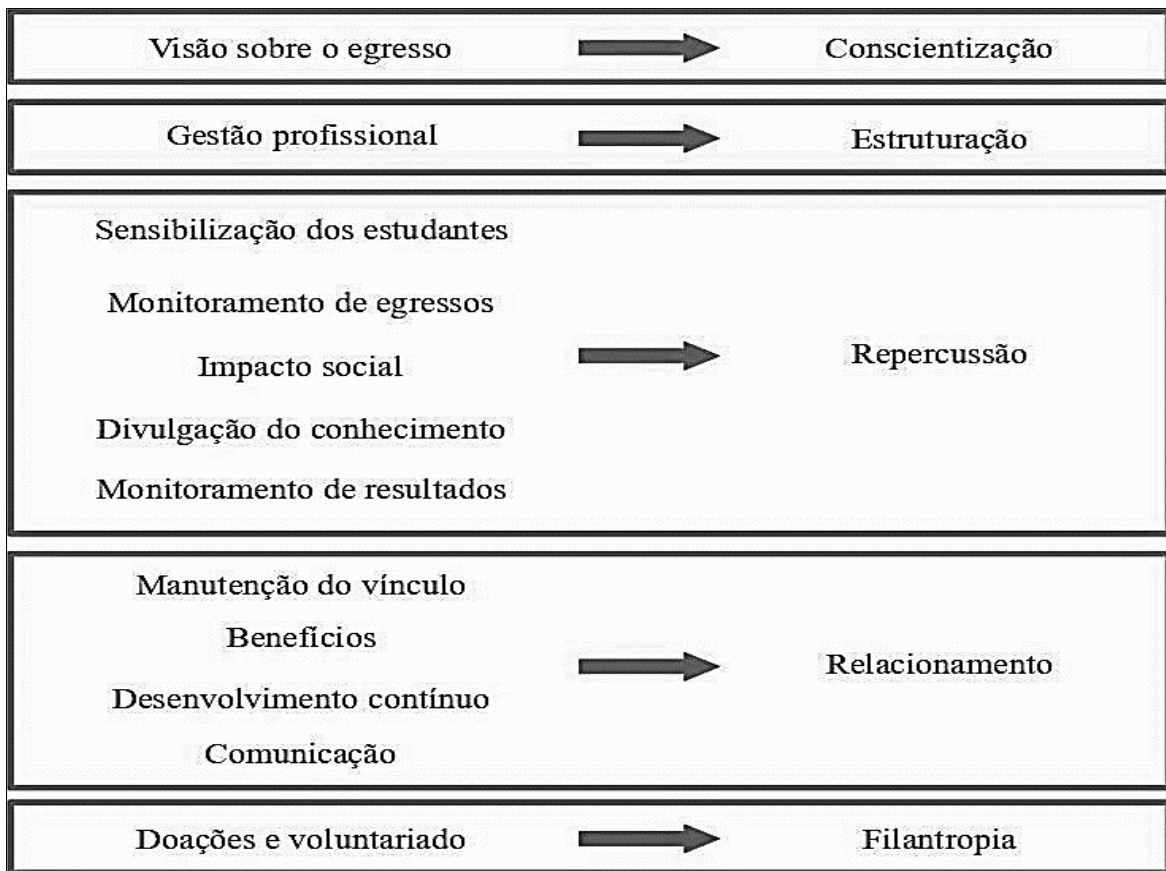 Visão sobre o egresso
Conscientização
Gestão profissional
Estruturação
Sensibilização dos estudantes
Monitoramento de egressos
Impacto social
Divulgação do conhecimento
Monitoramento de resultados
Repercussão
Manutenção do vínculo
Benefícios
Desenvolvimento contínuo
Comunicação
Relacionamento
Doações e voluntariado
Filantropia